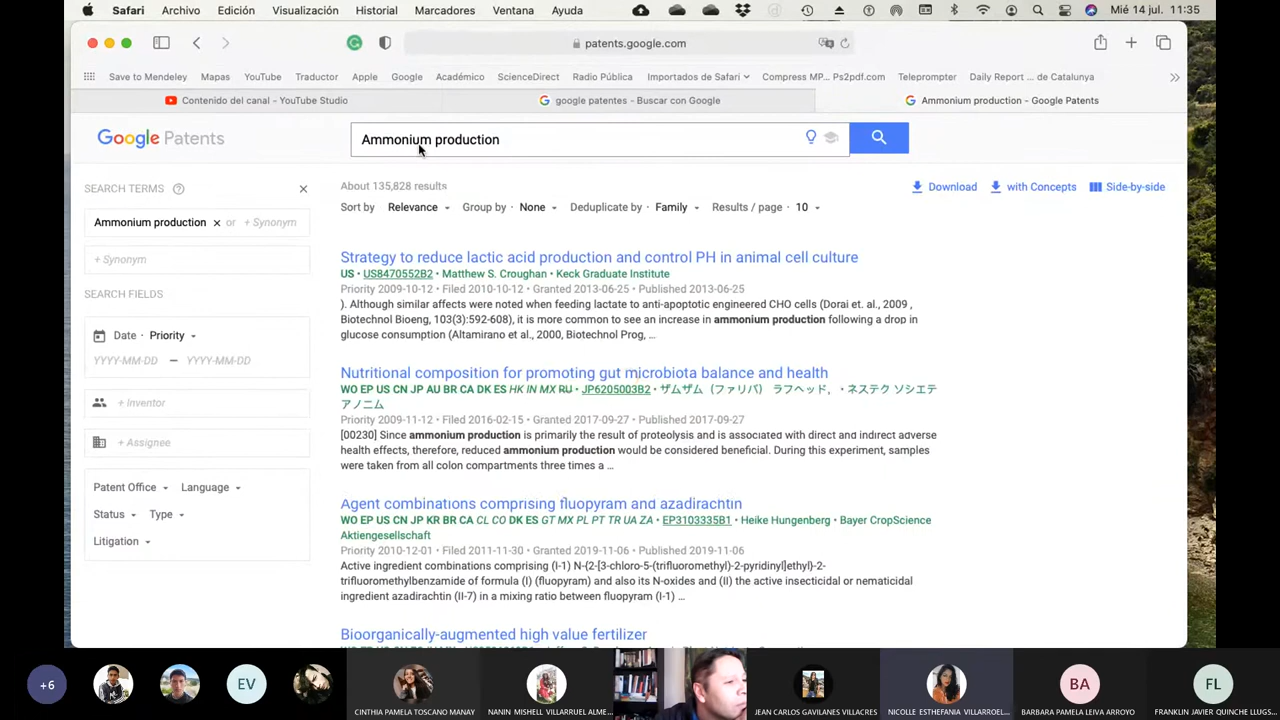 Safari Archivo Edición Visualización Historial Marcadores Ventana Ayuda Mié 14 jul. 11:35
patents.google.com
Save to Mendeley Mapas YouTube Traductor Apple Google Académico ScienceDirect Radio Pública Importados de Safari Compress MP... Ps2pdf.com Teleprompter Daily Report ... de Catalunya
Contenido del canal - YouTube Studio google patentes - Buscar con Google Ammonium production - Google Patents
Google Patents
Ammonium production
SEARCH TERMS
Ammonium production × or + Synonym
+ Synonym
SEARCH FIELDS
Date · Priority
YYYY-MM-DD — YYYY-MM-DD
+ Inventor
+ Assignee
Patent Office Language
Status Type
Litigation
About 135,828 results
Download with Concepts Side-by-side
Sort by Relevance Group by None Deduplicate by Family Results / page 10
Strategy to reduce lactic acid production and control PH in animal cell culture
US · US8470552B2 · Matthew S. Croughan · Keck Graduate Institute
Priority 2009-10-12 · Filed 2010-10-12 · Granted 2013-06-25 · Published 2013-06-25
). Although similar affects were noted when feeding lactate to anti-apoptotic engineered CHO cells (Dorai et. al., 2009 ,
Biotechnol Bioeng, 103(3):592-608), it is more common to see an increase in ammonium production following a drop in
glucose consumption (Altamirano et al., 2000, Biotechnol Prog, ...
Nutritional composition for promoting gut microbiota balance and health
WO EP US CN JP AU BR CA DK ES HK IN MX RU · JP6205003B2 · ザムザム（ファリバ） ラフヘッド， · ネステク ソシエテ
アノニム
Priority 2009-11-12 · Filed 2016-02-15 · Granted 2017-09-27 · Published 2017-09-27
[00230] Since ammonium production is primarily the result of proteolysis and is associated with direct and indirect adverse
health effects, therefore, reduced ammonium production would be considered beneficial. During this experiment, samples
were taken from all colon compartments three times a ...
Agent combinations comprising fluopyram and azadirachtin
WO EP US CN JP KR BR CA CL CO DK ES GT MX PL PT TR UA ZA · EP3103335B1 · Heike Hungenberg · Bayer CropScience
Aktiengesellschaft
Priority 2010-12-01 · Filed 2011-11-30 · Granted 2019-11-06 · Published 2019-11-06
Active ingredient combinations comprising (I-1) N-{2-[3-chloro-5-(trifluoromethyl)-2-pyridinyl]ethyl}-2-
trifluoromethylbenzamide of formula (I) (fluopyram) and also its N-oxides and (II) the active insecticidal or nematicidal
ingredient azadirachtin (II-7) in a mixing ratio between fluopyram (I-1) ...
Bioorganically-augmented high value fertilizer
+6 EV BA FL
CINTHIA PAMELA TOSCANO MANAY NANIN MISHELL VILLARRUEL ALME... JEAN CARLOS GAVILANES VILLACRES NICOLLE ESTHEFANIA VILLARROEL... BARBARA PAMELA LEIVA ARROYO FRANKLIN JAVIER QUINCHE LLUGS...